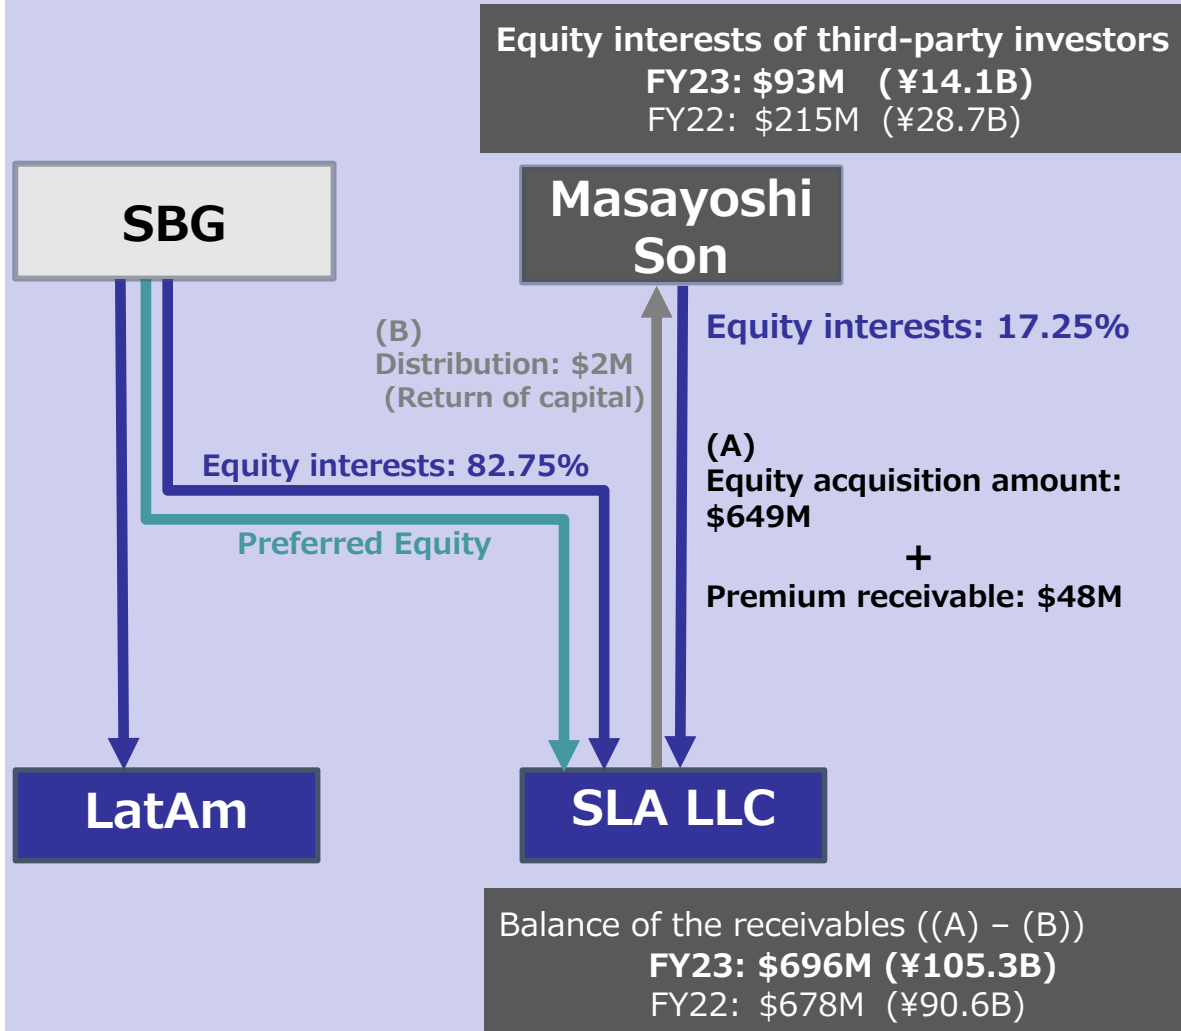 Equity interests of third-party investors
FY23: $93M (¥14.1B)
FY22: $215M (¥28.7B)
SBG
Masayoshi
Son
(B)
Distribution: $2M
(Return of capital)
Equity interests: 17.25%
(A)
Equity acquisition amount:
$649M
+
Premium receivable: $48M
Equity interests: 82.75%
Preferred Equity
LatAm
SLA LLC
Balance of the receivables ((A) – (B))
FY23: $696M (¥105.3B)
FY22: $678M (¥90.6B)